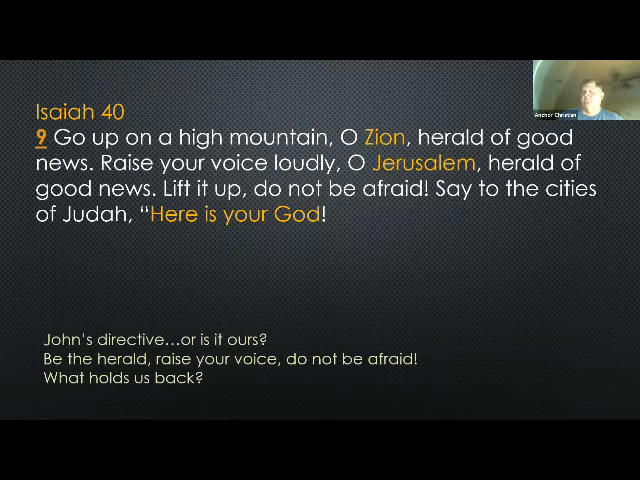 Anchor Christian
Isaiah 40
9 Go up on a high mountain, O Zion, herald of good
news. Raise your voice loudly, O Jerusalem, herald of
good news. Lift it up, do not be afraid! Say to the cities
of Judah, “Here is your God!
John’s directive…or is it ours?
Be the herald, raise your voice, do not be afraid!
What holds us back?